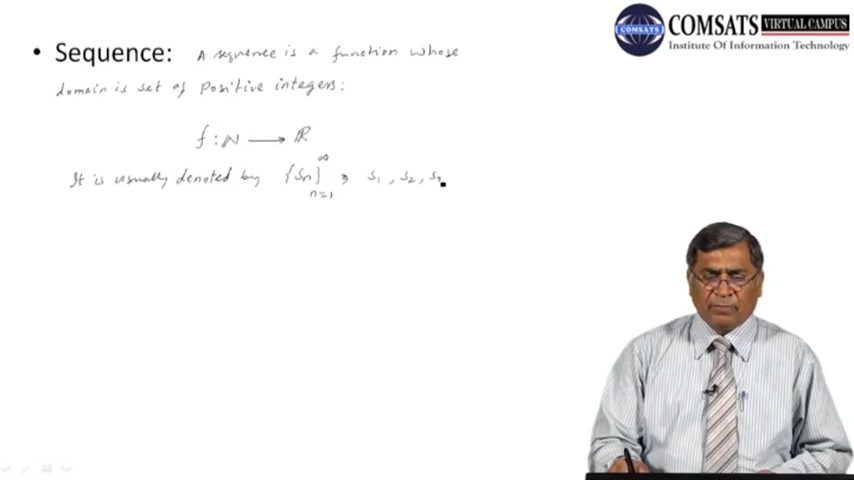 COMSATS VIRTUAL CAMPUS
Institute Of Information Technology
• Sequence: A sequence is a function whose
domain is set of positive integers:
f : ℕ ⟶ ℝ
It is usually denoted by {Sn}^∞_{n=1} , S1 , S2 , S3